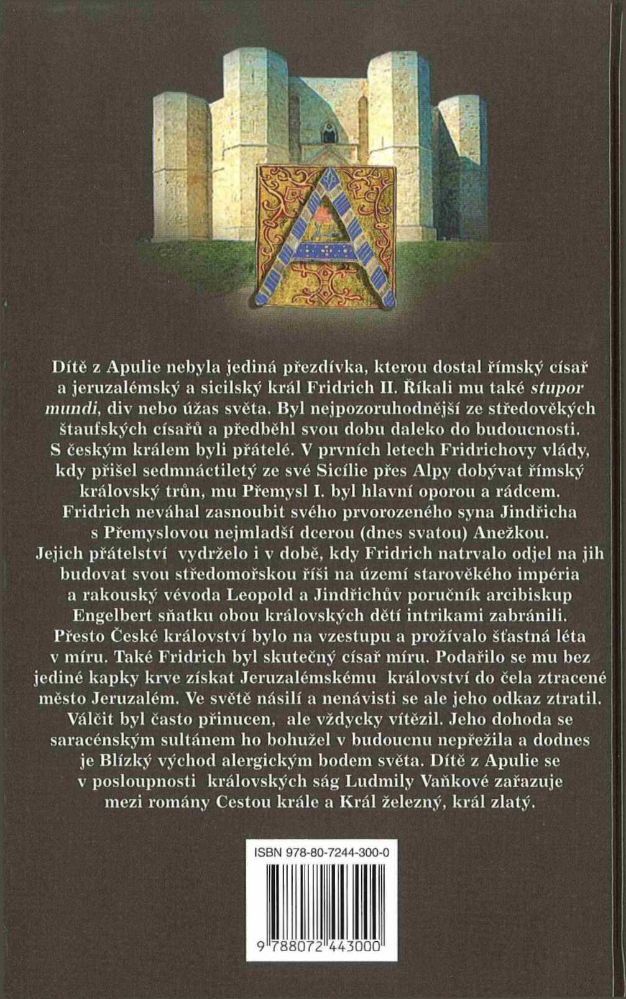 A
Dítě z Apulie nebyla jediná přezdívka, kterou dostal římský císař
a jeruzalémský a sicilský král Fridrich II. Říkali mu také stupor
mundi, div nebo úžas světa. Byl nejpozoruhodnější ze středověkých
štaufských císařů a předběhl svou dobu daleko do budoucnosti.
S českým králem byli přátelé. V prvních letech Fridrichovy vlády,
kdy přišel sedmnáctiletý ze své Sicílie přes Alpy dobývat římský
královský trůn, mu Přemysl I. byl hlavní oporou a rádcem.
Fridrich neváhal zasnoubit svého prvorozeného syna Jindřicha
s Přemyslovou nejmladší dcerou (dnes svatou) Anežkou.
Jejich přátelství vydrželo i v době, kdy Fridrich natrvalo odjel na jih
budovat svou středomořskou říši na území starověkého impéria
a rakouský vévoda Leopold a Jindřichův poručník arcibiskup
Engelbert sňatku obou královských dětí intrikami zabránili.
Přesto České království bylo na vzestupu a prožívalo šťastná léta
v míru. Také Fridrich byl skutečný císař míru. Podařilo se mu bez
jediné kapky krve získat Jeruzalémskému království do čela ztracené
město Jeruzalém. Ve světě násilí a nenávisti se ale jeho odkaz ztratil.
Válčit byl často přinucen, ale vždycky vítězil. Jeho dohoda se
saracénským sultánem ho bohužel v budoucnu nepřežila a dodnes
je Blízký východ alergickým bodem světa. Dítě z Apulie se
v posloupnosti královských ság Ludmily Vaňkové zařazuje
mezi romány Cestou krále a Král železný, král zlatý.
ISBN 978-80-7244-300-0
9 788072 443000